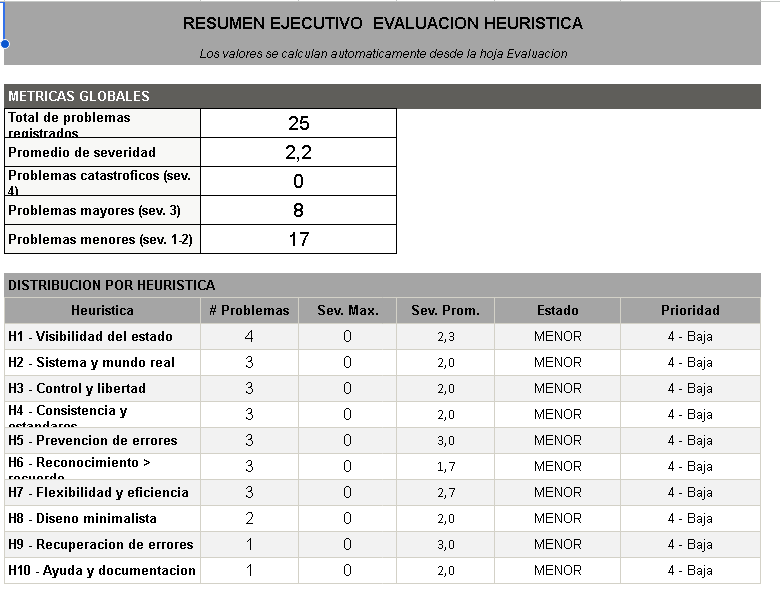 RESUMEN EJECUTIVO EVALUACION HEURISTICA
Los valores se calculan automaticamente desde la hoja Evaluacion
METRICAS GLOBALES
Total de problemas
registrados
25
Promedio de severidad 2,2
Problemas catastroficos (sev.
4)
0
Problemas mayores (sev. 3) 8
Problemas menores (sev. 1-2) 17
DISTRIBUCION POR HEURISTICA
Heuristica # Problemas Sev. Max. Sev. Prom. Estado Prioridad
H1 - Visibilidad del estado 4 0 2,3 MENOR 4 - Baja
H2 - Sistema y mundo real 3 0 2,0 MENOR 4 - Baja
H3 - Control y libertad 3 0 2,0 MENOR 4 - Baja
H4 - Consistencia y
estandares
3 0 2,0 MENOR 4 - Baja
H5 - Prevencion de errores 3 0 3,0 MENOR 4 - Baja
H6 - Reconocimiento >
recuerdo
3 0 1,7 MENOR 4 - Baja
H7 - Flexibilidad y eficiencia 3 0 2,7 MENOR 4 - Baja
H8 - Diseno minimalista 2 0 2,0 MENOR 4 - Baja
H9 - Recuperacion de errores 1 0 3,0 MENOR 4 - Baja
H10 - Ayuda y documentacion 1 0 2,0 MENOR 4 - Baja